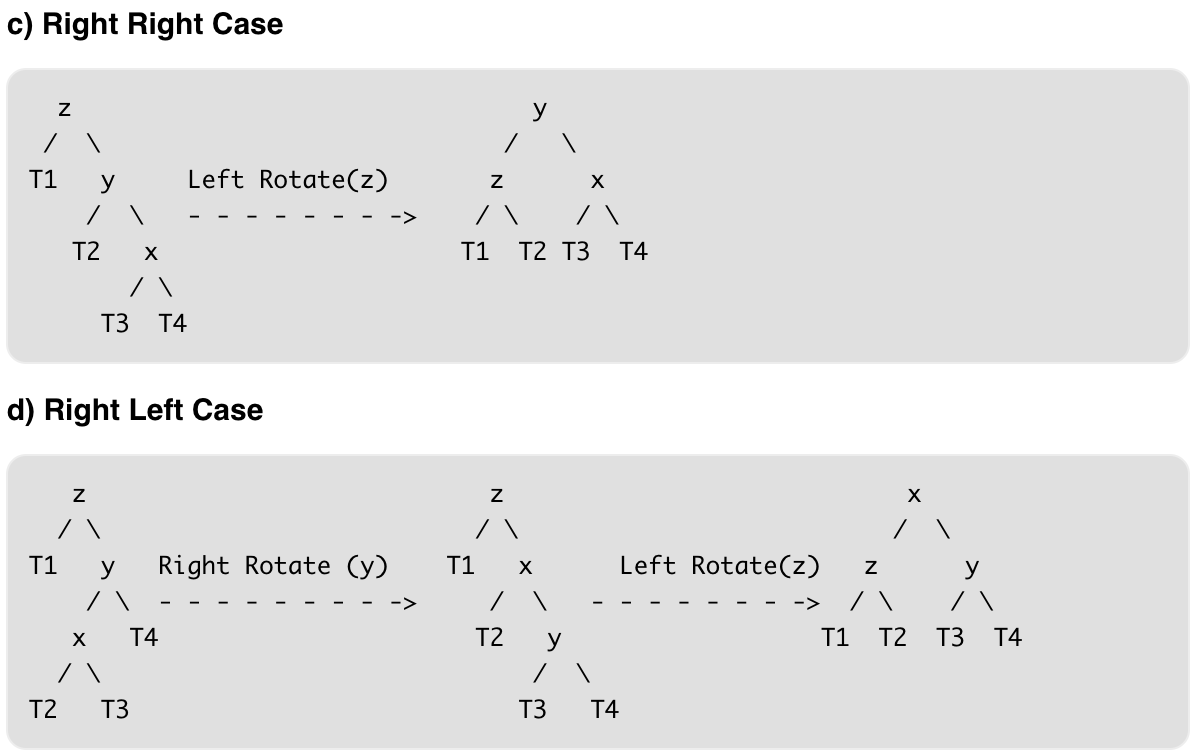 c) Right Right Case
z                                y
/  \                            /   \
T1   y     Left Rotate(z)       z      x
/  \   - - - - - - - ->    / \    / \
T2   x                     T1  T2 T3  T4
/ \
T3  T4
d) Right Left Case
z                            z                            x
/ \                          / \                          /  \
T1   y   Right Rotate (y)    T1   x      Left Rotate(z)   z      y
/ \  - - - - - - - - ->     /  \   - - - - - - - ->  / \    / \
x   T4                      T2   y                  T1  T2  T3  T4
/ \                              /  \
T2   T3                           T3   T4